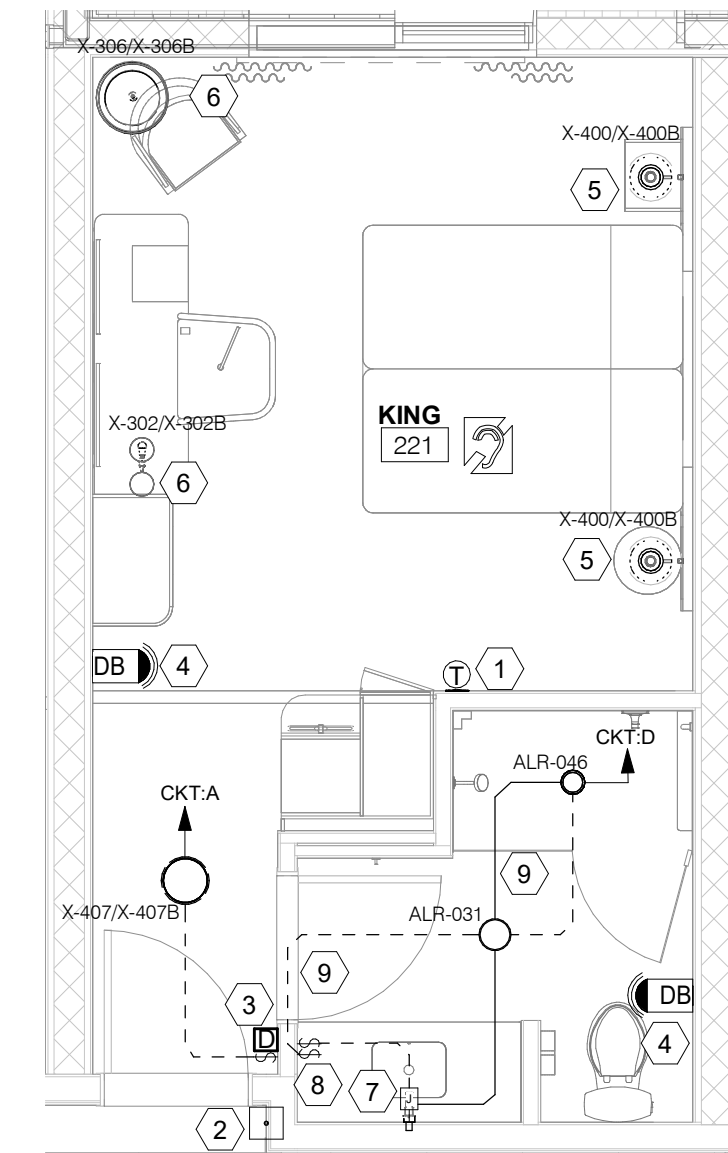 X-306/X-306B
6
X-400/X-400B
5
X-302/X-302B
6
KING
221
X-400/X-400B
5
DB
4
T
1
CKT:D
ALR-046
CKT:A
9
X-407/X-407B
ALR-031
9
3
D
DB
4
8
7
J
2